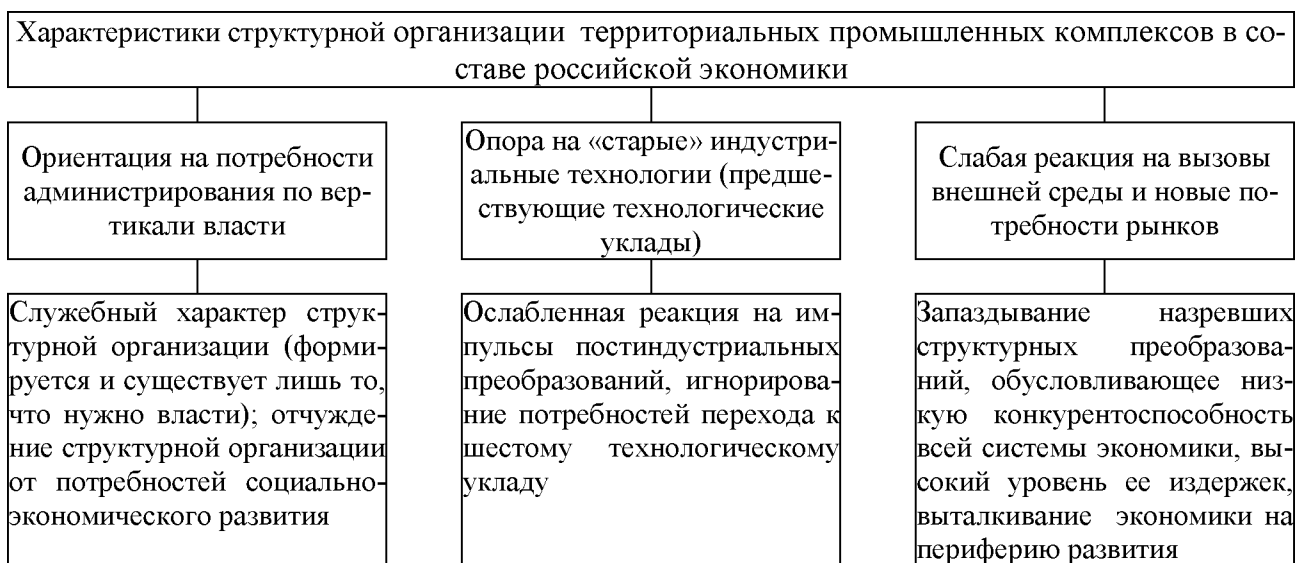 Характеристики структурной организации территориальных промышленных комплексов в со-
ставе российской экономики
Ориентация на потребности
администрирования по вер-
тикали власти
Опора на «старые» индустри-
альные технологии (предше-
ствующие технологические
уклады)
Слабая реакция на вызовы
внешней среды и новые по-
требности рынков
Служебный характер струк-
турной организации (форми-
руется и существует лишь то,
что нужно власти); отчужде-
ние структурной организации
от потребностей социально-
экономического развития
Ослабленная реакция на им-
пульсы постиндустриальных
преобразований, игнорирова-
ние потребностей перехода к
шестому технологическому
укладу
Запаздывание назревших
структурных преобразова-
ний, обусловливающее низ-
кую конкурентоспособность
всей системы экономики, вы-
сокий уровень ее издержек,
выталкивание экономики на
периферию развития